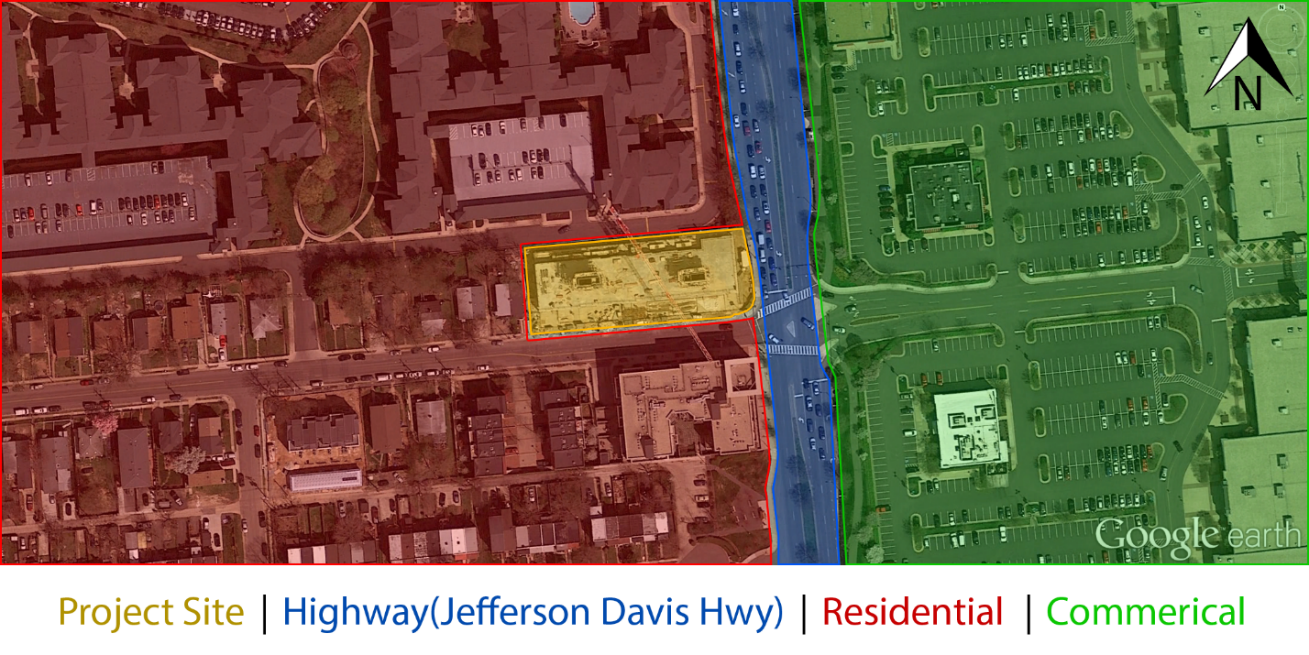 N
N
Google earth
Project Site | Highway(Jefferson Davis Hwy) | Residential | Commerical